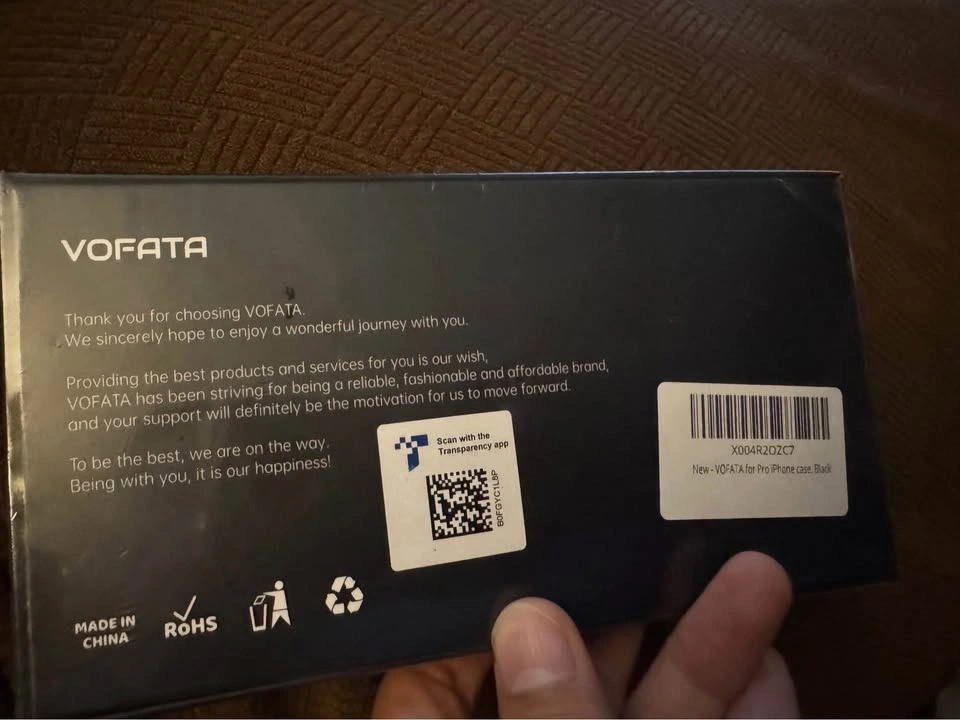 VOFATA
Thank you for choosing VOFATA.
We sincerely hope to enjoy a wonderful journey with you.
Providing the best products and services for you is our wish,
VOFATA has been striving for being a reliable, fashionable and affordable brand,
and your support will definitely be the motivation for us to move forward.
To be the best, we are on the way.
Being with you, it is our happiness!
Scan with the
Transparency app
B0FGYC1L8P
X004R2OZC7
New - VOFATA for Pro iPhone case, Black
MADE IN
CHINA
RoHS